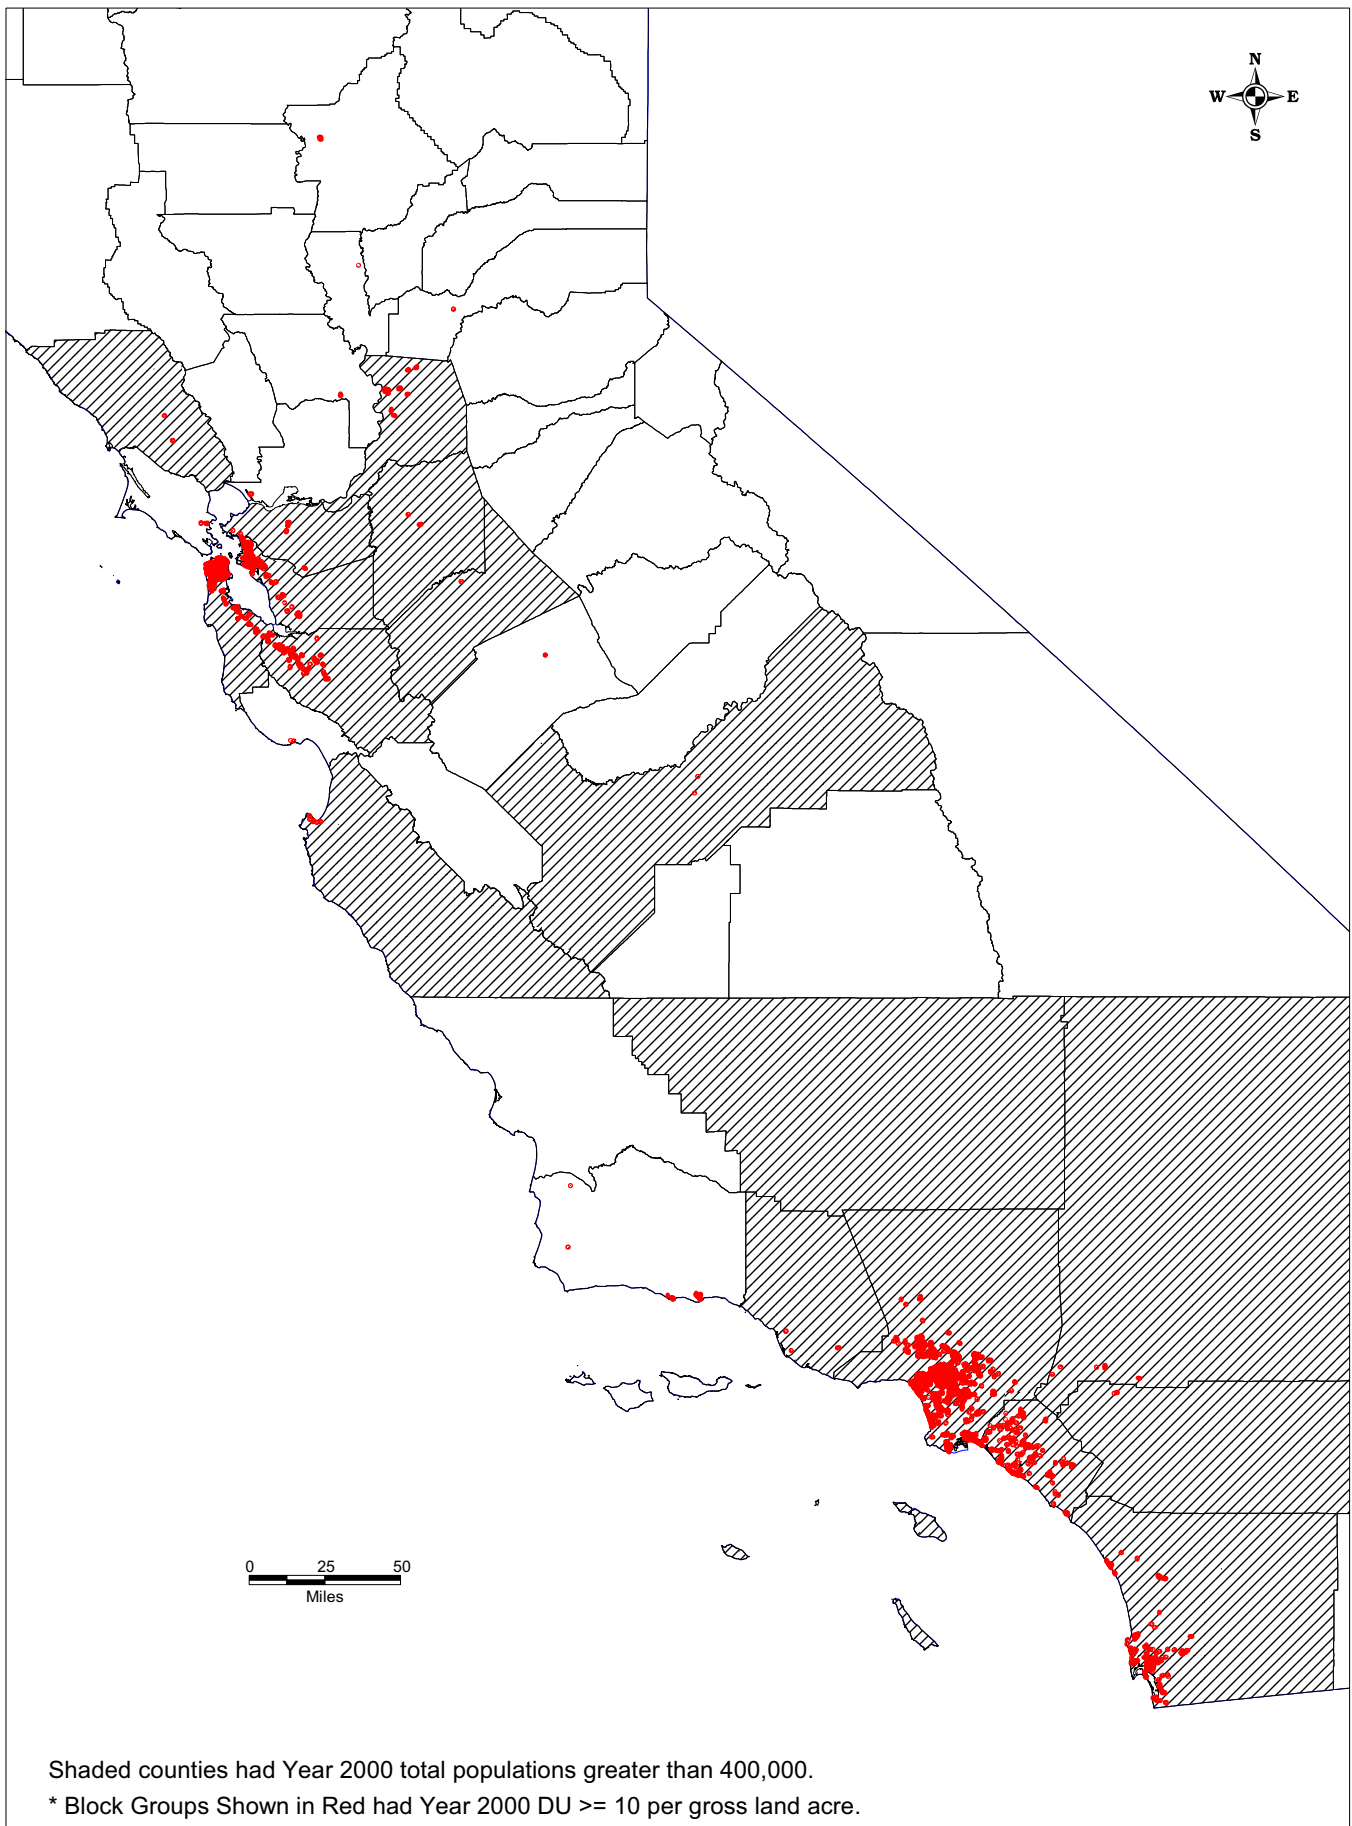 N
W E
S
0 25 50
Miles
Shaded counties had Year 2000 total populations greater than 400,000.
* Block Groups Shown in Red had Year 2000 DU >= 10 per gross land acre.